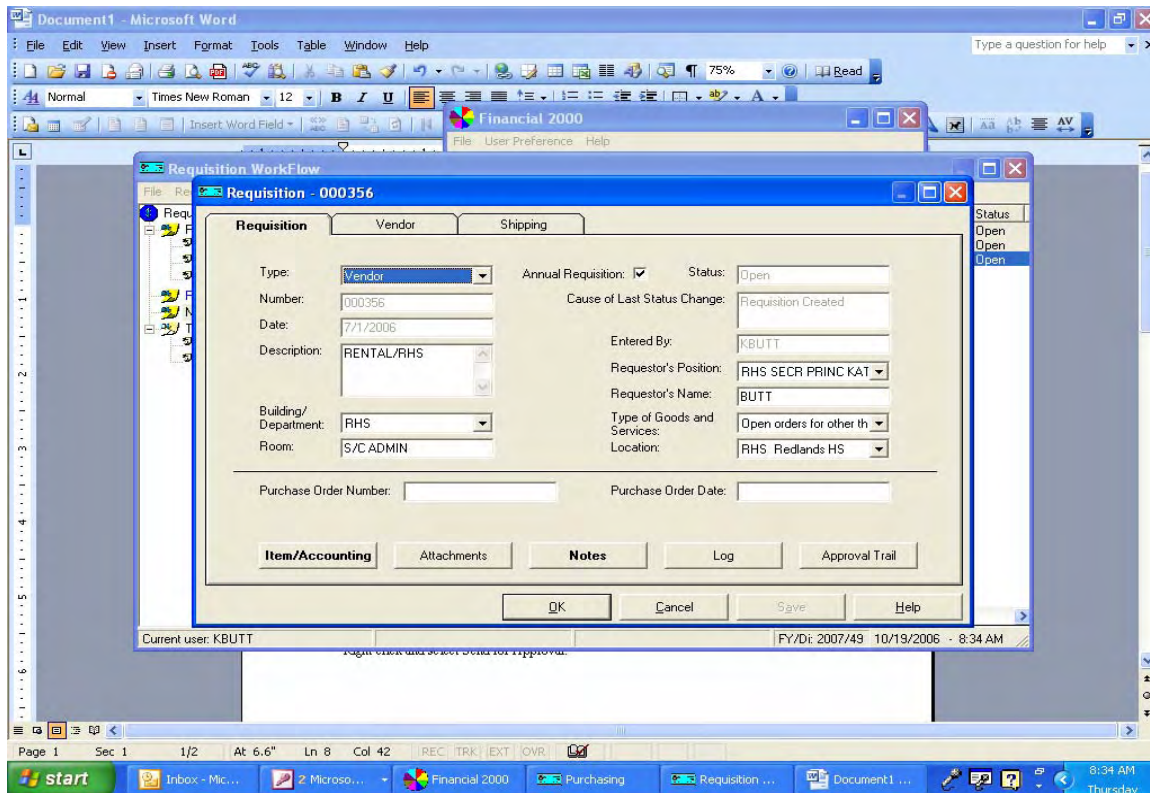 Document1 - Microsoft Word
File Edit View Insert Format Tools Table Window Help
Type a question for help
75% Read
Normal Times New Roman 12 B I U
Insert Word Field
Financial 2000
File User Preference Help
Requisition WorkFlow
File
Requisition - 000356
Requisition Vendor Shipping
Status
Open
Open
Open
Type: Vendor Annual Requisition: Status: Open
Number: 000356 Cause of Last Status Change: Requisition Created
Date: 7/1/2006
Description: RENTAL/RHS Entered By: KBUTT
Requestor's Position: RHS SECR PRINC KAT
Requestor's Name: BUTT
Building/
Department: RHS Type of Goods and
Services: Open orders for other th
Room: S/C ADMIN Location: RHS Redlands HS
Purchase Order Number: Purchase Order Date:
Item/Accounting Attachments Notes Log Approval Trail
OK Cancel Save Help
Current user: KBUTT FY/Di: 2007/49 10/19/2006 - 8:34 AM
Right click and select Send for Approval.
Page 1 Sec 1 1/2 At 6.6" Ln 8 Col 42 REC TRK EXT OVR
start Inbox - Mic... 2 Microso... Financial 2000 Purchasing Requisition ... Document1 ... 8:34 AM
Thursday